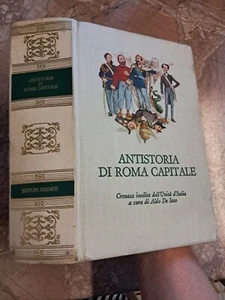 ANTISTORIA
DI
ROMA CAPITALE
EDITORI RIUNITI
ANTISTORIA
DI ROMA CAPITALE
Cronaca inedita dell'Unità d'Italia
a cura di Aldo De Jaco